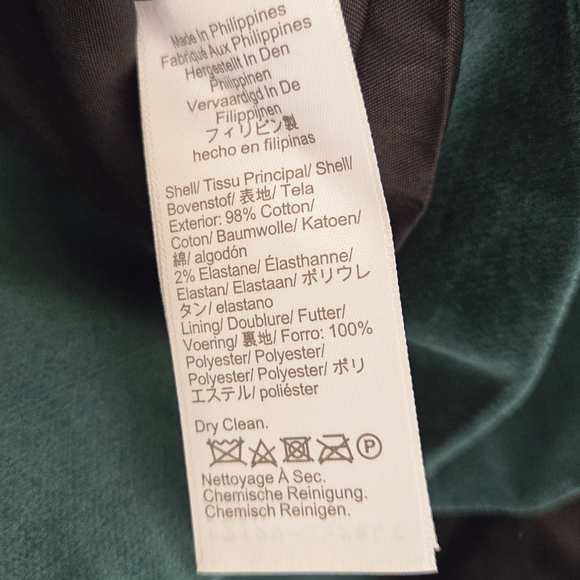 Made In Philippines
Fabriqué Aux Philippines
Hergestellt In Den
Philippinen
Vervaardigd In De
Filippijnen
フィリピン製
hecho en filipinas
Shell/ Tissu Principal/ Shell/
Bovenstof/ 表地/ Tela
Exterior: 98% Cotton/
Coton/ Baumwolle/ Katoen/
綿/ algodón
2% Elastane/ Élasthanne/
Elastan/ Elastaan/ ポリウレ
タン/ elastano
Lining/ Doublure/ Futter/
Voering/ 裏地/ Forro: 100%
Polyester/ Polyester/
Polyester/ Polyester/ ポリ
エステル/ poliéster
Dry Clean.
P
Nettoyage À Sec.
Chemische Reinigung.
Chemisch Reinigen.